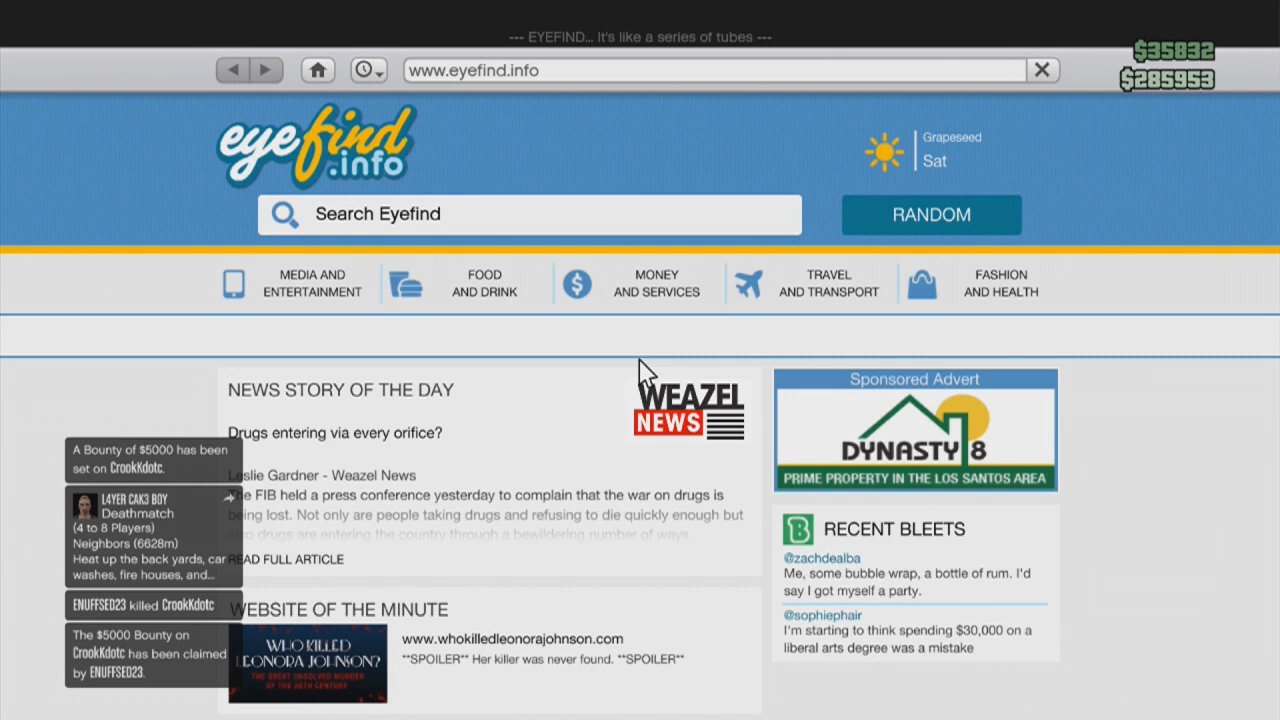 --- EYEFIND... It's like a series of tubes ---
$35832
www.eyefind.info
$285953
eyefind
.info
Grapeseed
Sat
Search Eyefind
RANDOM
MEDIA AND
ENTERTAINMENT
FOOD
AND DRINK
MONEY
AND SERVICES
TRAVEL
AND TRANSPORT
FASHION
AND HEALTH
NEWS STORY OF THE DAY
WEAZEL
NEWS
Drugs entering via every orifice?
Leslie Gardner - Weazel News
The FIB held a press conference yesterday to complain that the war on drugs is
being lost. Not only are people taking drugs and refusing to die quickly enough but
also drugs are entering the country through a bewildering number of ways.
READ FULL ARTICLE
WEBSITE OF THE MINUTE
WHO KILLED
LEONORA JOHNSON?
THE GREAT UNSOLVED MURDER
OF THE 20TH CENTURY
www.whokilledleonorajohnson.com
**SPOILER** Her killer was never found. **SPOILER**
Sponsored Advert
DYNASTY 8
PRIME PROPERTY IN THE LOS SANTOS AREA
B
RECENT BLEETS
@zachdealba
Me, some bubble wrap, a bottle of rum. I'd
say I got myself a party.
@sophiephair
I'm starting to think spending $30,000 on a
liberal arts degree was a mistake
A Bounty of $5000 has been
set on CrookKdotc.
L4YER CAK3 BOY
Deathmatch
(4 to 8 Players)
Neighbors (6628m)
Heat up the back yards, car
washes, fire houses, and...
ENUFFSED23 killed CrookKdotc
The $5000 Bounty on
CrookKdotc has been claimed
by ENUFFSED23.